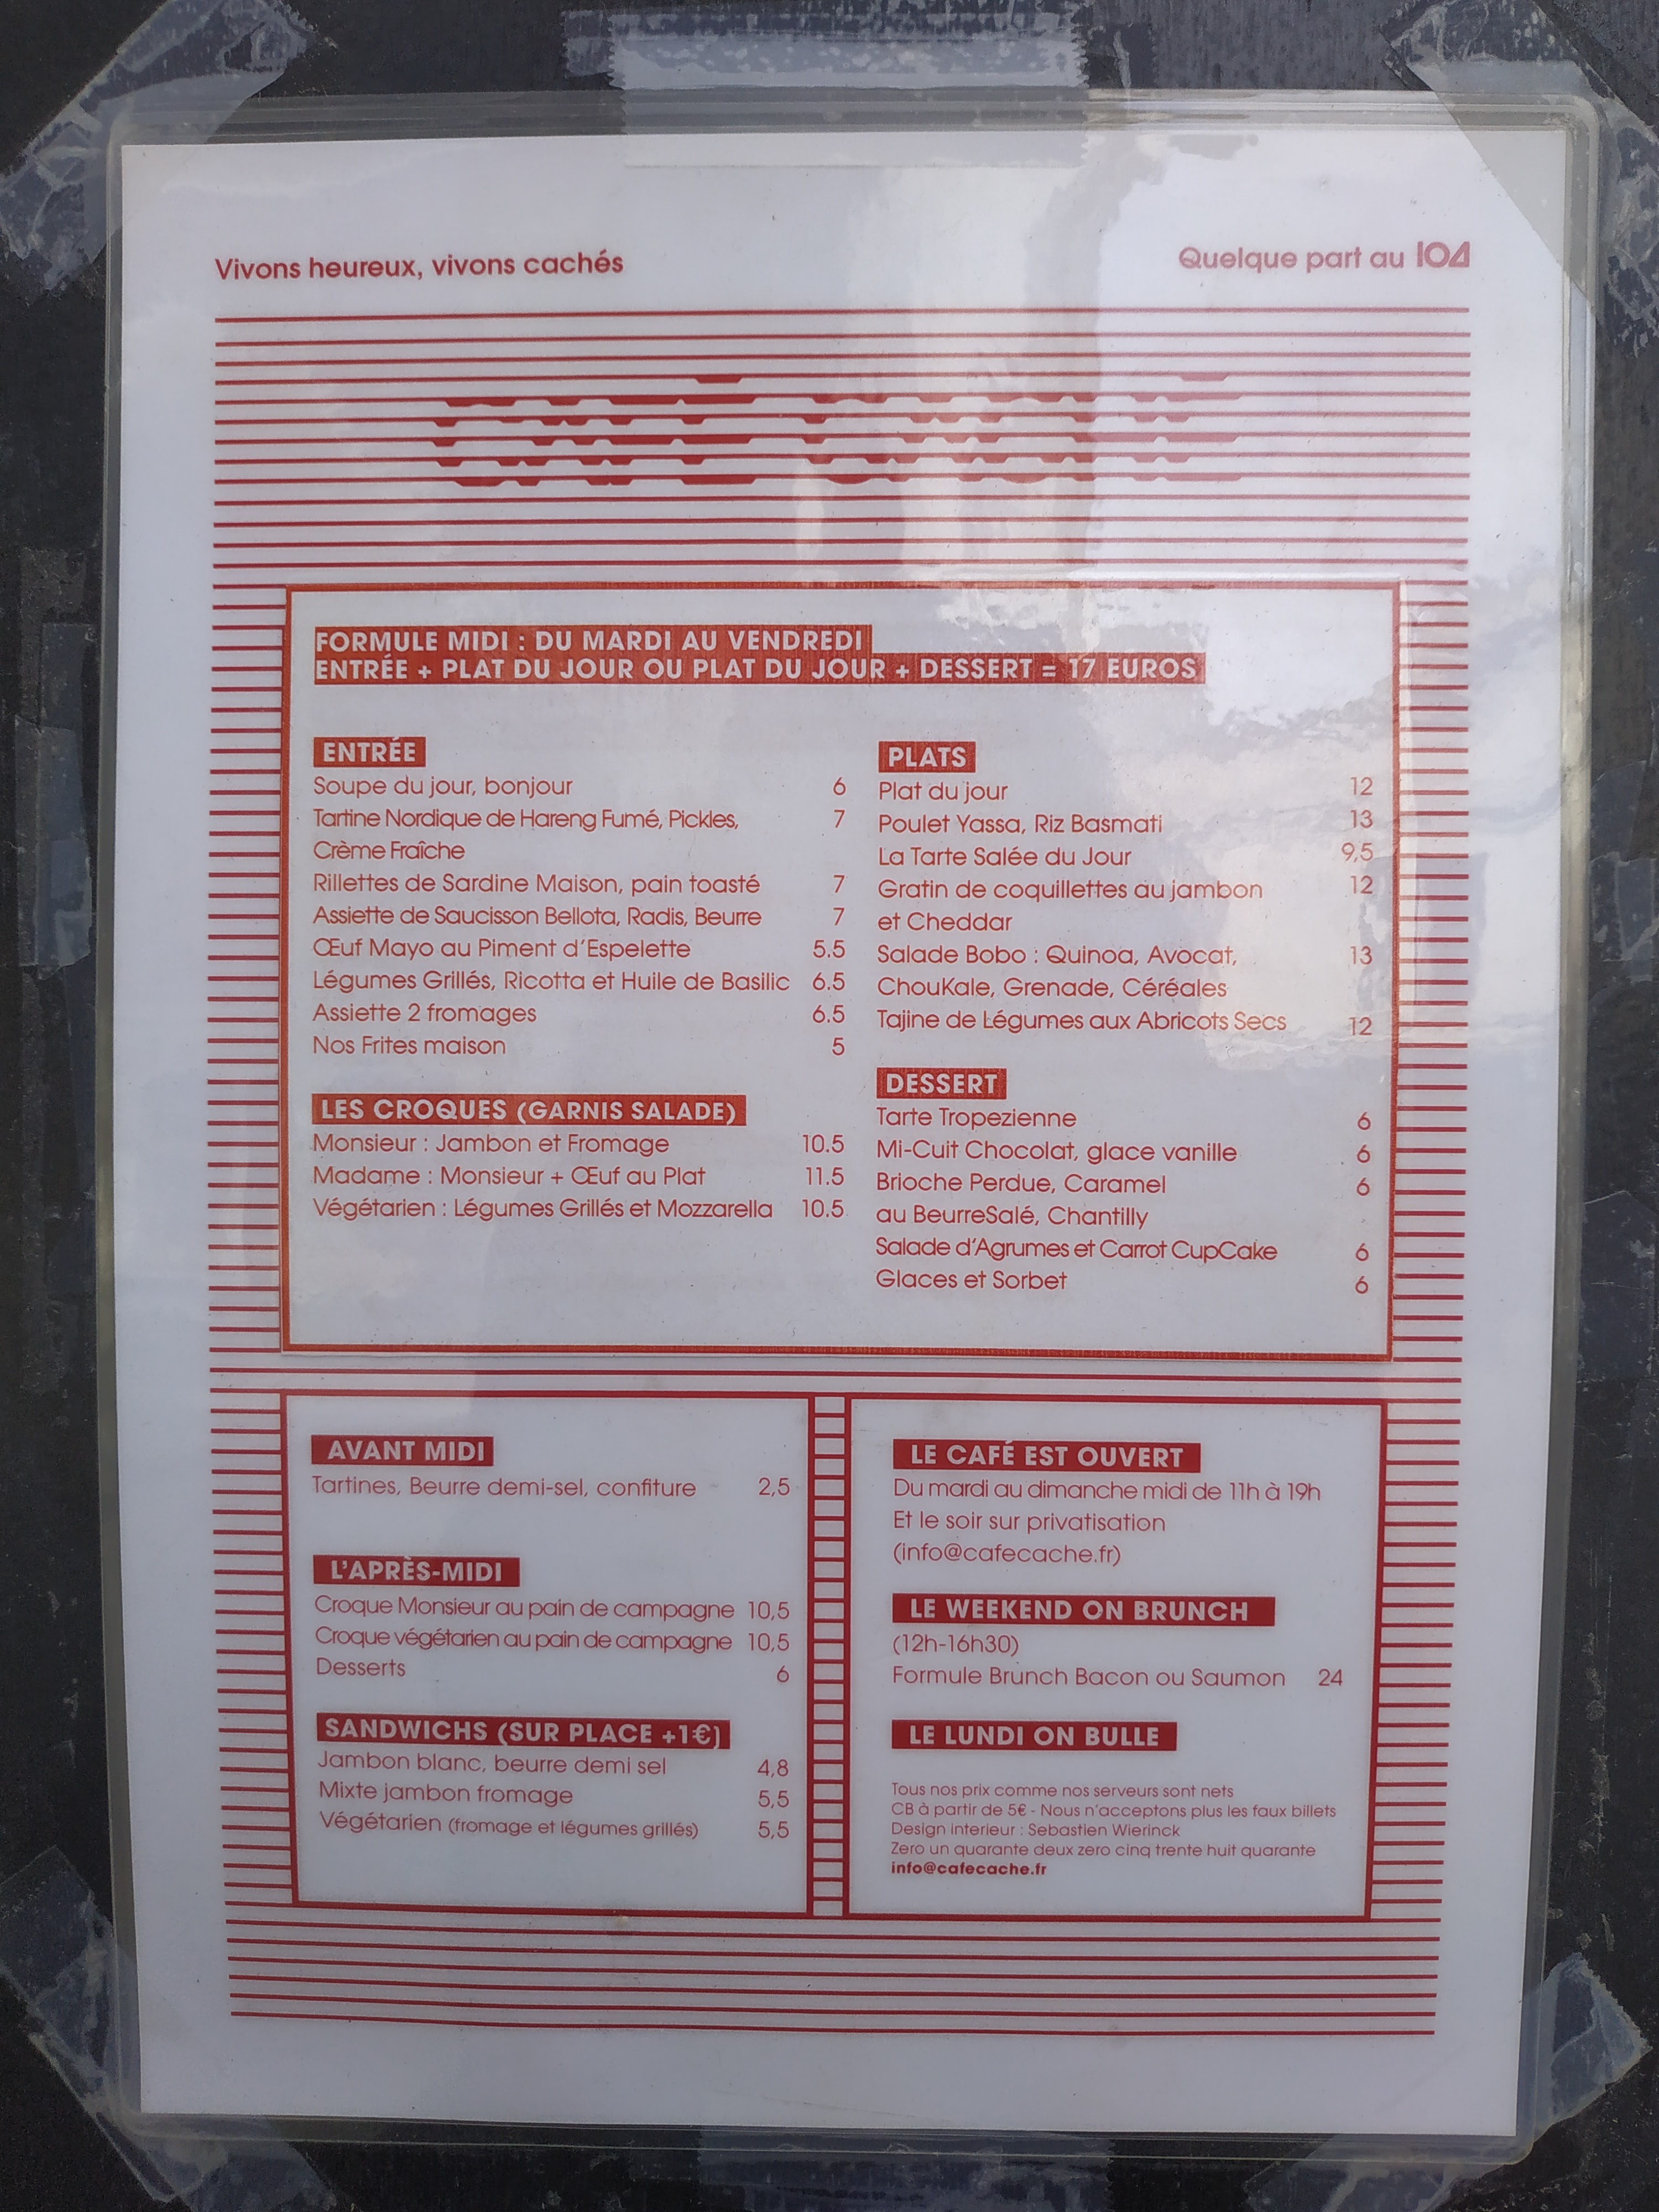 Vivons heureux, vivons cachés
Quelque part au 104
FORMULE MIDI : DU MARDI AU VENDREDI
ENTRÉE + PLAT DU JOUR OU PLAT DU JOUR + DESSERT = 17 EUROS
ENTRÉE
Soupe du jour, bonjour 6
Tartine Nordique de Hareng Fumé, Pickles, 7
Crème Fraîche
Rillettes de Sardine Maison, pain toasté 7
Assiette de Saucisson Bellota, Radis, Beurre 7
Œuf Mayo au Piment d'Espelette 5.5
Légumes Grillés, Ricotta et Huile de Basilic 6.5
Assiette 2 fromages 6.5
Nos Frites maison 5
LES CROQUES (GARNIS SALADE)
Monsieur : Jambon et Fromage 10.5
Madame : Monsieur + Œuf au Plat 11.5
Végétarien : Légumes Grillés et Mozzarella 10.5
PLATS
Plat du jour 12
Poulet Yassa, Riz Basmati 13
La Tarte Salée du Jour 9,5
Gratin de coquillettes au jambon 12
et Cheddar
Salade Bobo : Quinoa, Avocat, 13
ChouKale, Grenade, Céréales
Tajine de Légumes aux Abricots Secs 12
DESSERT
Tarte Tropezienne 6
Mi-Cuit Chocolat, glace vanille 6
Brioche Perdue, Caramel 6
au BeurreSalé, Chantilly
Salade d'Agrumes et Carrot CupCake 6
Glaces et Sorbet 6
AVANT MIDI
Tartines, Beurre demi-sel, confiture 2,5
L'APRÈS-MIDI
Croque Monsieur au pain de campagne 10,5
Croque végétarien au pain de campagne 10,5
Desserts 6
SANDWICHS (SUR PLACE +1€)
Jambon blanc, beurre demi sel 4,8
Mixte jambon fromage 5,5
Végétarien (fromage et légumes grillés) 5,5
LE CAFÉ EST OUVERT
Du mardi au dimanche midi de 11h à 19h
Et le soir sur privatisation
(info@cafecache.fr)
LE WEEKEND ON BRUNCH
(12h-16h30)
Formule Brunch Bacon ou Saumon 24
LE LUNDI ON BULLE
Tous nos prix comme nos serveurs sont nets
CB à partir de 5€ - Nous n'acceptons plus les faux billets
Design interieur : Sebastien Wierinck
Zero un quarante deux zero cinq trente huit quarante
info@cafecache.fr